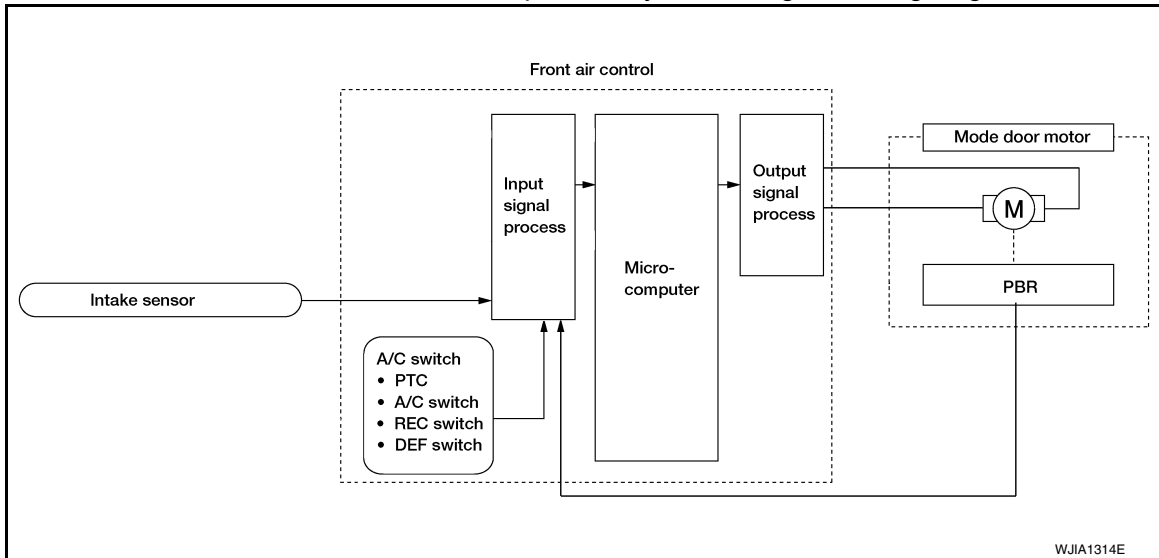 Front air control
Mode door motor
Input
signal
process
Output
signal
process
M
Micro-
computer
PBR
Intake sensor
A/C switch
• PTC
• A/C switch
• REC switch
• DEF switch
WJIA1314E